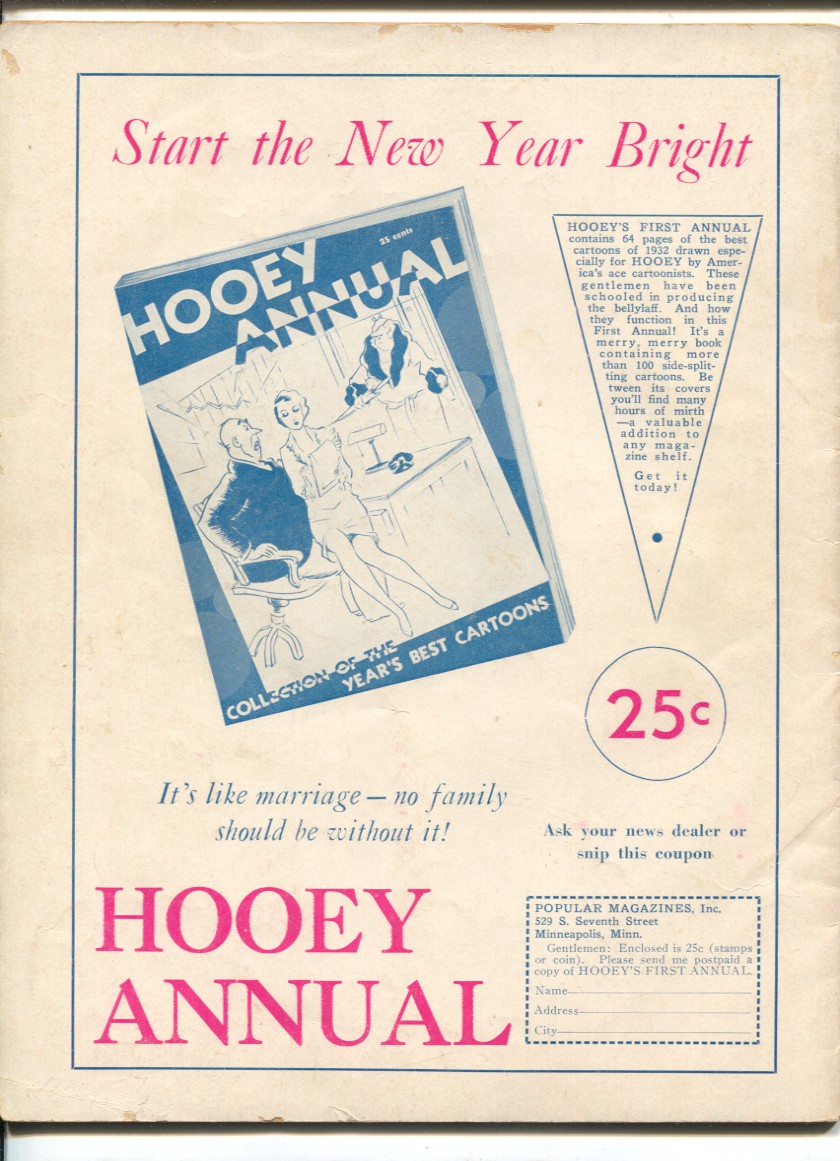 Start the New Year Bright
25 cents
HOOEY
ANNUAL
COLLECTION OF THE
YEAR'S BEST CARTOONS
HOOEY'S FIRST ANNUAL
contains 64 pages of the best
cartoons of 1932 drawn espe-
cially for HOOEY by Amer-
ica's ace cartoonists. These
gentlemen have been
schooled in producing
the bellylaff. And how
they function in this
First Annual! It's a
merry, merry book
containing more
than 100 side-split-
ting cartoons. Be
tween its covers
you'll find many
hours of mirth
—a valuable
addition to
any maga-
zine shelf.
Get it
today!
25c
It's like marriage — no family
should be without it!
Ask your news dealer or
snip this coupon
HOOEY
ANNUAL
POPULAR MAGAZINES, Inc.
529 S. Seventh Street
Minneapolis, Minn.
Gentlemen: Enclosed is 25c (stamps
or coin). Please send me postpaid a
copy of HOOEY'S FIRST ANNUAL.
Name
Address
City